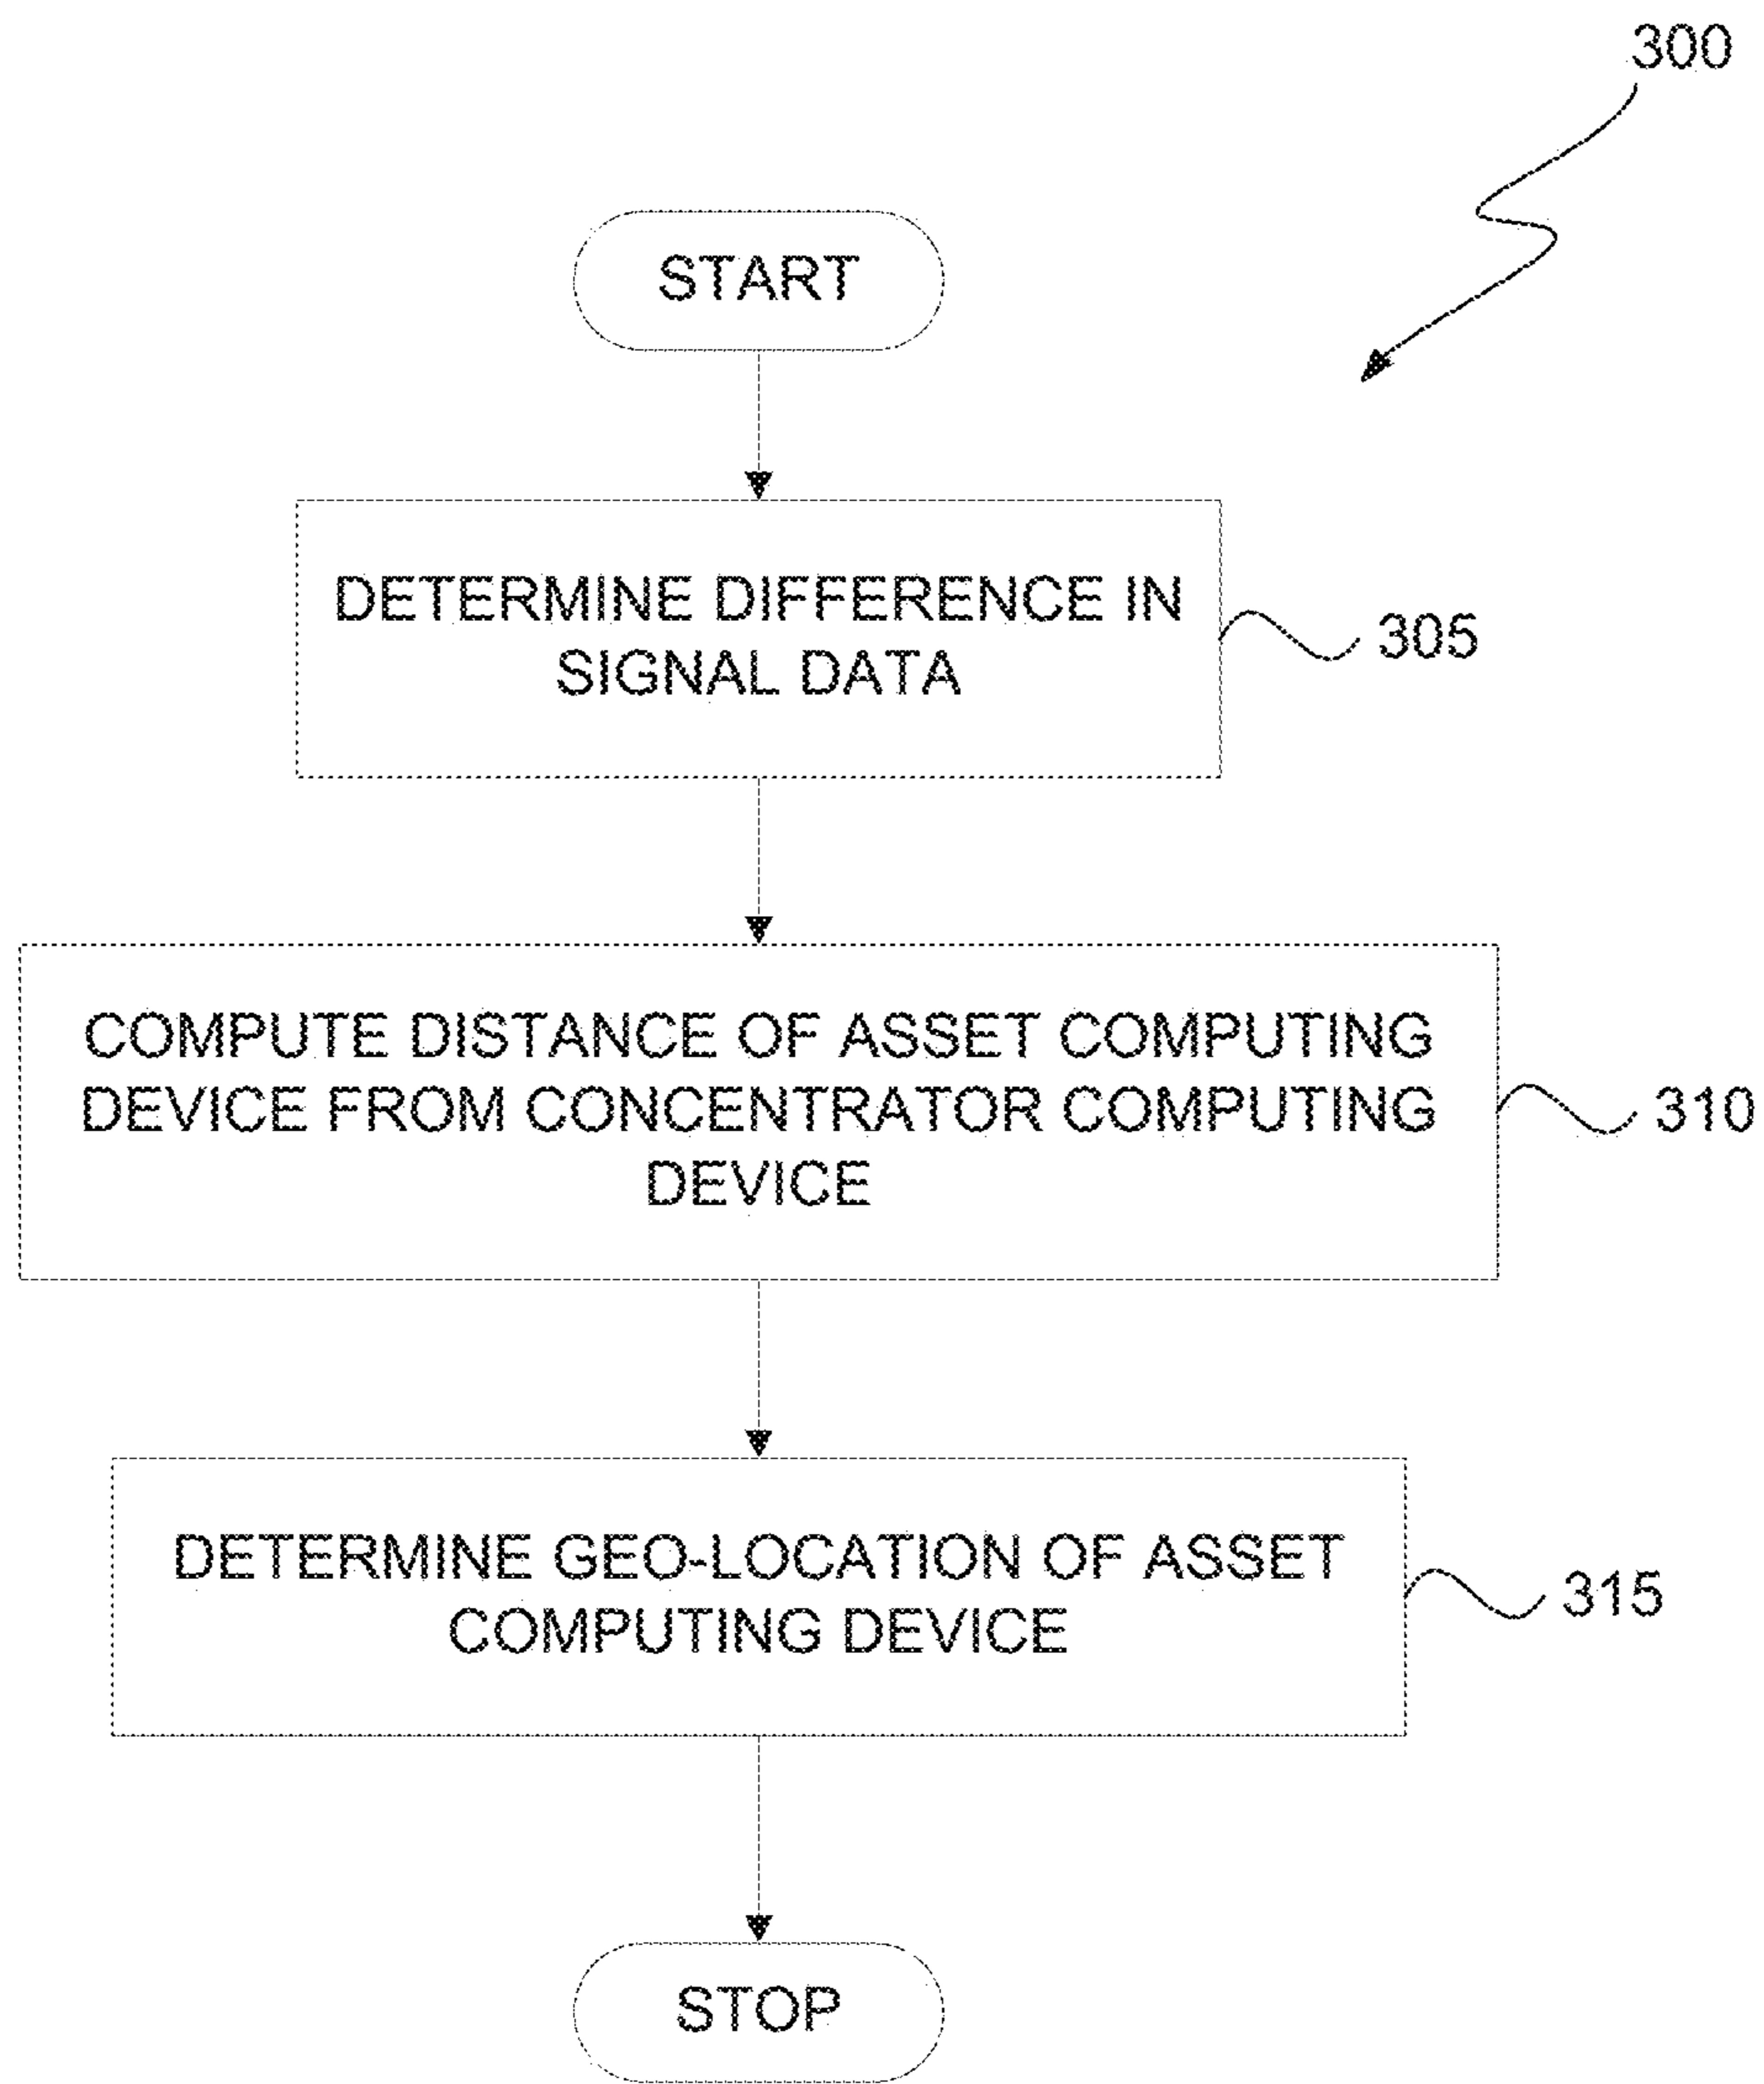 300
START
DETERMINE DIFFERENCE IN
SIGNAL DATA
305
COMPUTE DISTANCE OF ASSET COMPUTING
DEVICE FROM CONCENTRATOR COMPUTING
DEVICE
310
DETERMINE GEO-LOCATION OF ASSET
COMPUTING DEVICE
315
STOP